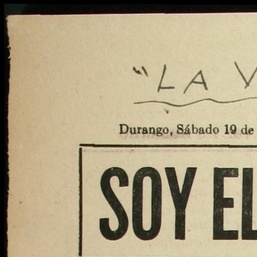 "LA V
Durango, Sábado 19 de
SOY EL